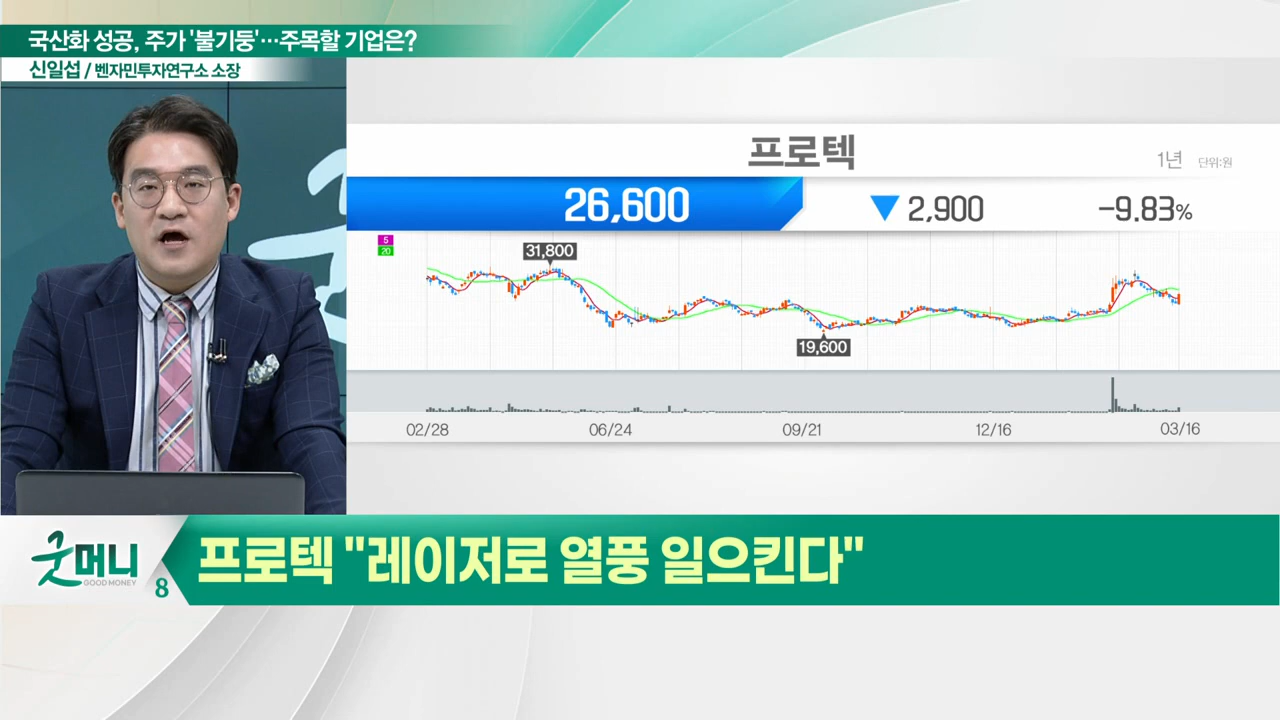 국산화 성공, 주가 '불기둥'…주목할 기업은?
신일섭 / 벤자민투자연구소 소장
프로텍
1년 단위:원
26,600 ▼ 2,900 -9.83%
5
20
31,800
19,600
02/28 06/24 09/21 12/16 03/16
굿머니
GOOD MONEY
8
프로텍 "레이저로 열풍 일으킨다"